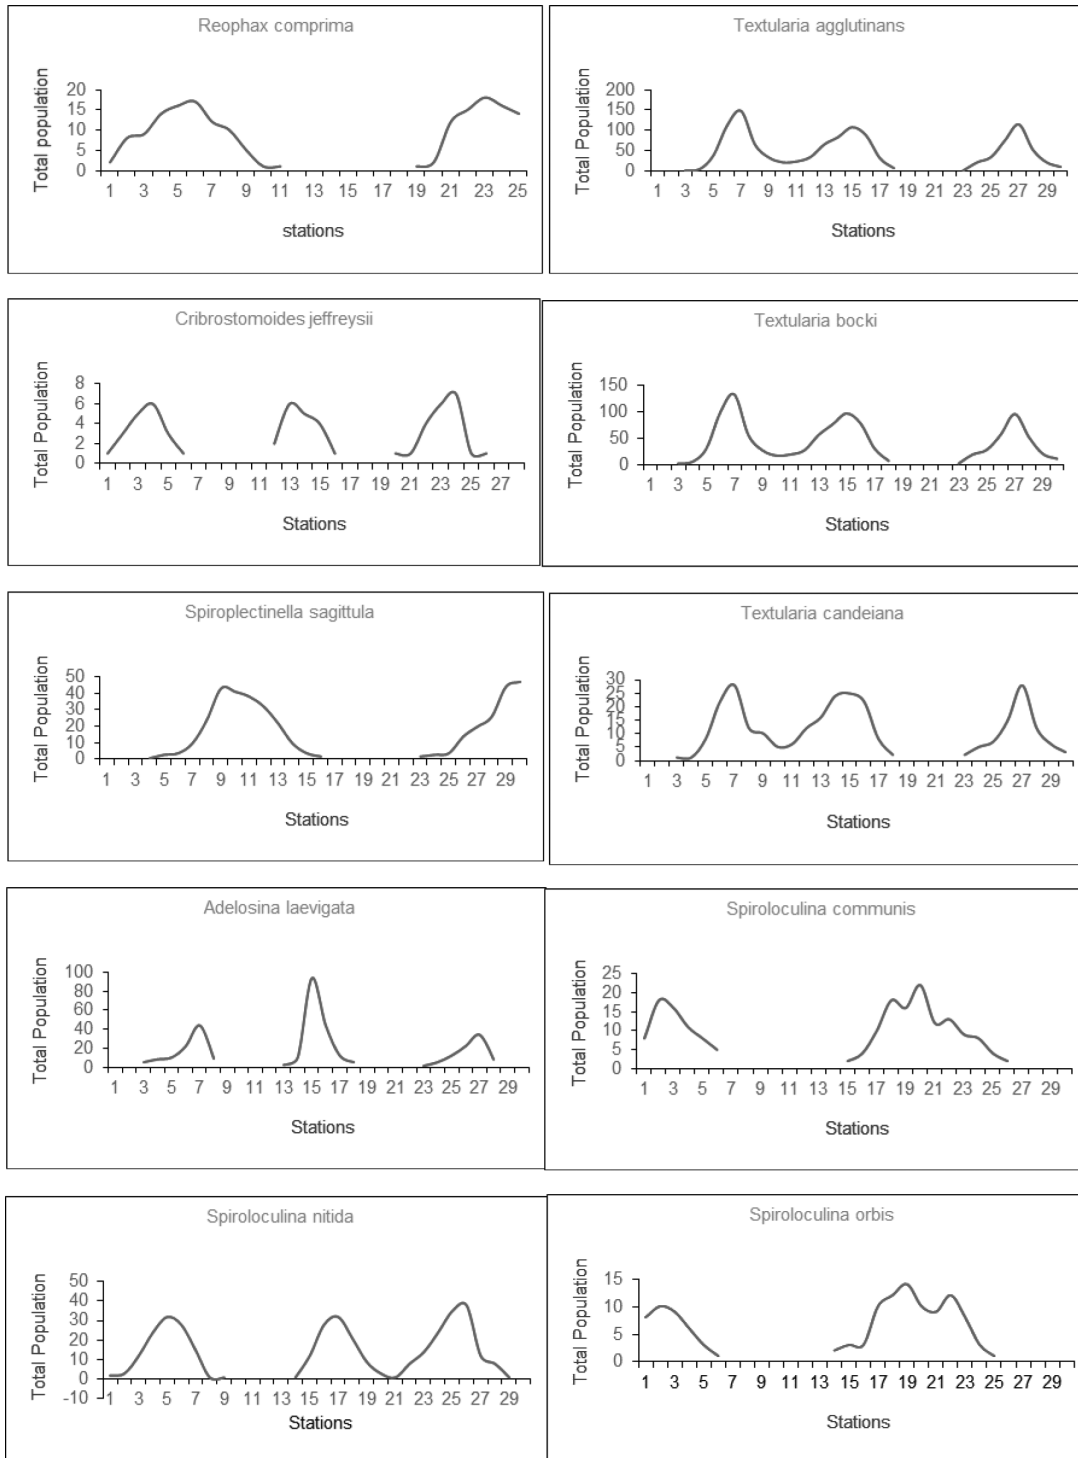 Reophax comprima
Total population
20
15
10
5
0
1 3 5 7 9 11 13 15 17 19 21 23 25
stations
Textularia agglutinans
Total Population
200
150
100
50
0
1 3 5 7 9 11 13 15 17 19 21 23 25 27 29
Stations
Cribrostomoides jeffreysii
Total Population
8
6
4
2
0
1 3 5 7 9 11 13 15 17 19 21 23 25 27
Stations
Textularia bocki
Total Population
150
100
50
0
1 3 5 7 9 11 13 15 17 19 21 23 25 27 29
Stations
Spiroplectinella sagittula
Total Population
50
40
30
20
10
0
1 3 5 7 9 11 13 15 17 19 21 23 25 27 29
Stations
Textularia candeiana
Total Population
30
25
20
15
10
5
0
1 3 5 7 9 11 13 15 17 19 21 23 25 27 29
Stations
Adelosina laevigata
Total Population
100
80
60
40
20
0
1 3 5 7 9 11 13 15 17 19 21 23 25 27 29
Stations
Spiroloculina communis
Total Population
25
20
15
10
5
0
1 3 5 7 9 11 13 15 17 19 21 23 25 27 29
Stations
Spiroloculina nitida
Total Population
50
40
30
20
10
0
-10
1 3 5 7 9 11 13 15 17 19 21 23 25 27 29
Stations
Spiroloculina orbis
Total Population
15
10
5
0
1 3 5 7 9 11 13 15 17 19 21 23 25 27 29
Stations